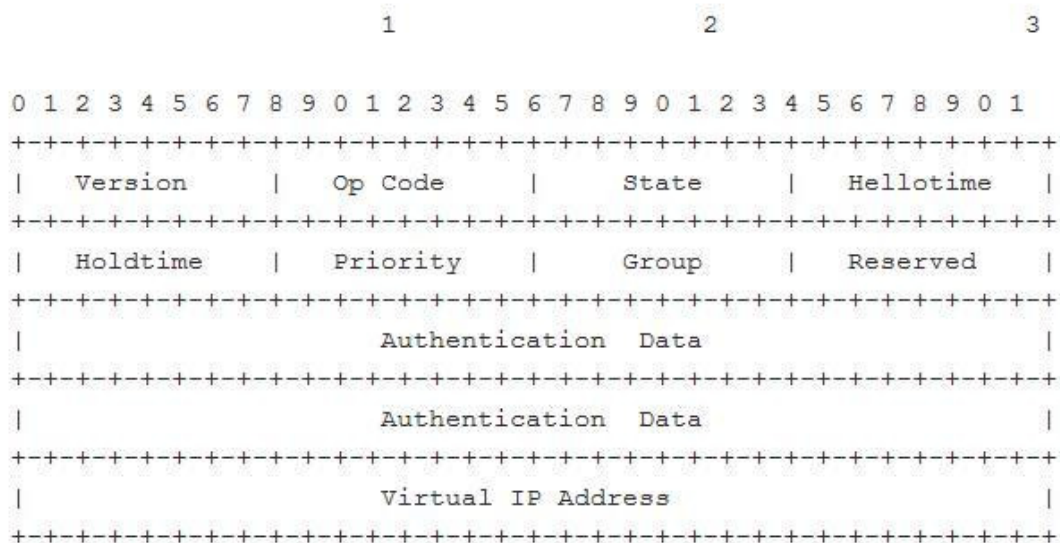 1 2 3
0 1 2 3 4 5 6 7 8 9 0 1 2 3 4 5 6 7 8 9 0 1 2 3 4 5 6 7 8 9 0 1
+-+-+-+-+-+-+-+-+-+-+-+-+-+-+-+-+-+-+-+-+-+-+-+-+-+-+-+-+-+-+-+-+
| Version | Op Code | State | Hellotime |
+-+-+-+-+-+-+-+-+-+-+-+-+-+-+-+-+-+-+-+-+-+-+-+-+-+-+-+-+-+-+-+-+
| Holdtime | Priority | Group | Reserved |
+-+-+-+-+-+-+-+-+-+-+-+-+-+-+-+-+-+-+-+-+-+-+-+-+-+-+-+-+-+-+-+-+
| Authentication Data |
+-+-+-+-+-+-+-+-+-+-+-+-+-+-+-+-+-+-+-+-+-+-+-+-+-+-+-+-+-+-+-+-+
| Authentication Data |
+-+-+-+-+-+-+-+-+-+-+-+-+-+-+-+-+-+-+-+-+-+-+-+-+-+-+-+-+-+-+-+-+
| Virtual IP Address |
+-+-+-+-+-+-+-+-+-+-+-+-+-+-+-+-+-+-+-+-+-+-+-+-+-+-+-+-+-+-+-+-+